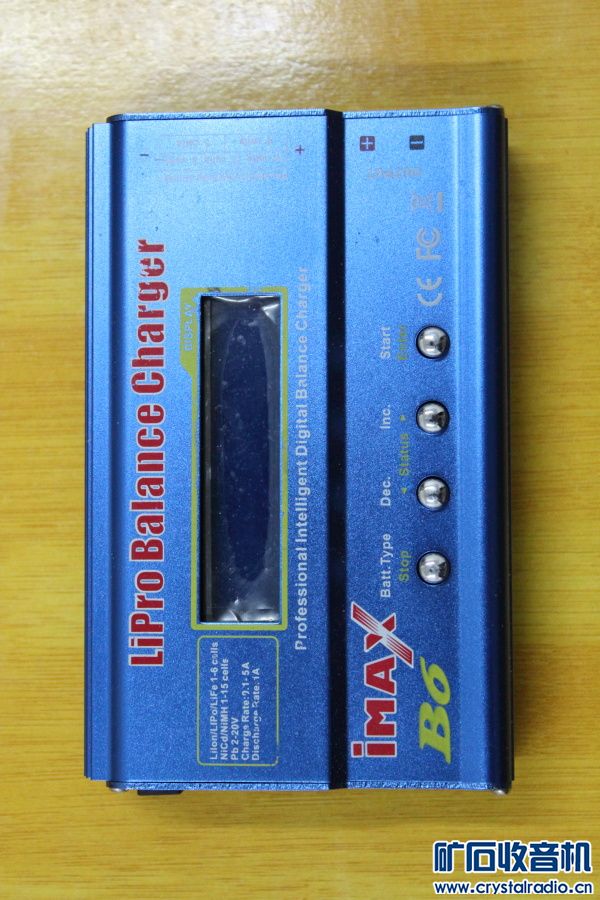 LiPro Balance Charger
DISPLAY
Professional Intelligent Digital Balance Charger
LiIon/LiPo/LiFe 1-6 cells
NiCd/NiMH 1-15 cells
Pb 2-20V
Charge Rate:0.1-5A
Discharge Rate:1A
iMAX
B6
Batt.Type
Stop
Dec.
Inc.
◄ Status ►
Start
Enter
CE FC
+
-
+
-
矿石收音机
www.crystalradio.cn